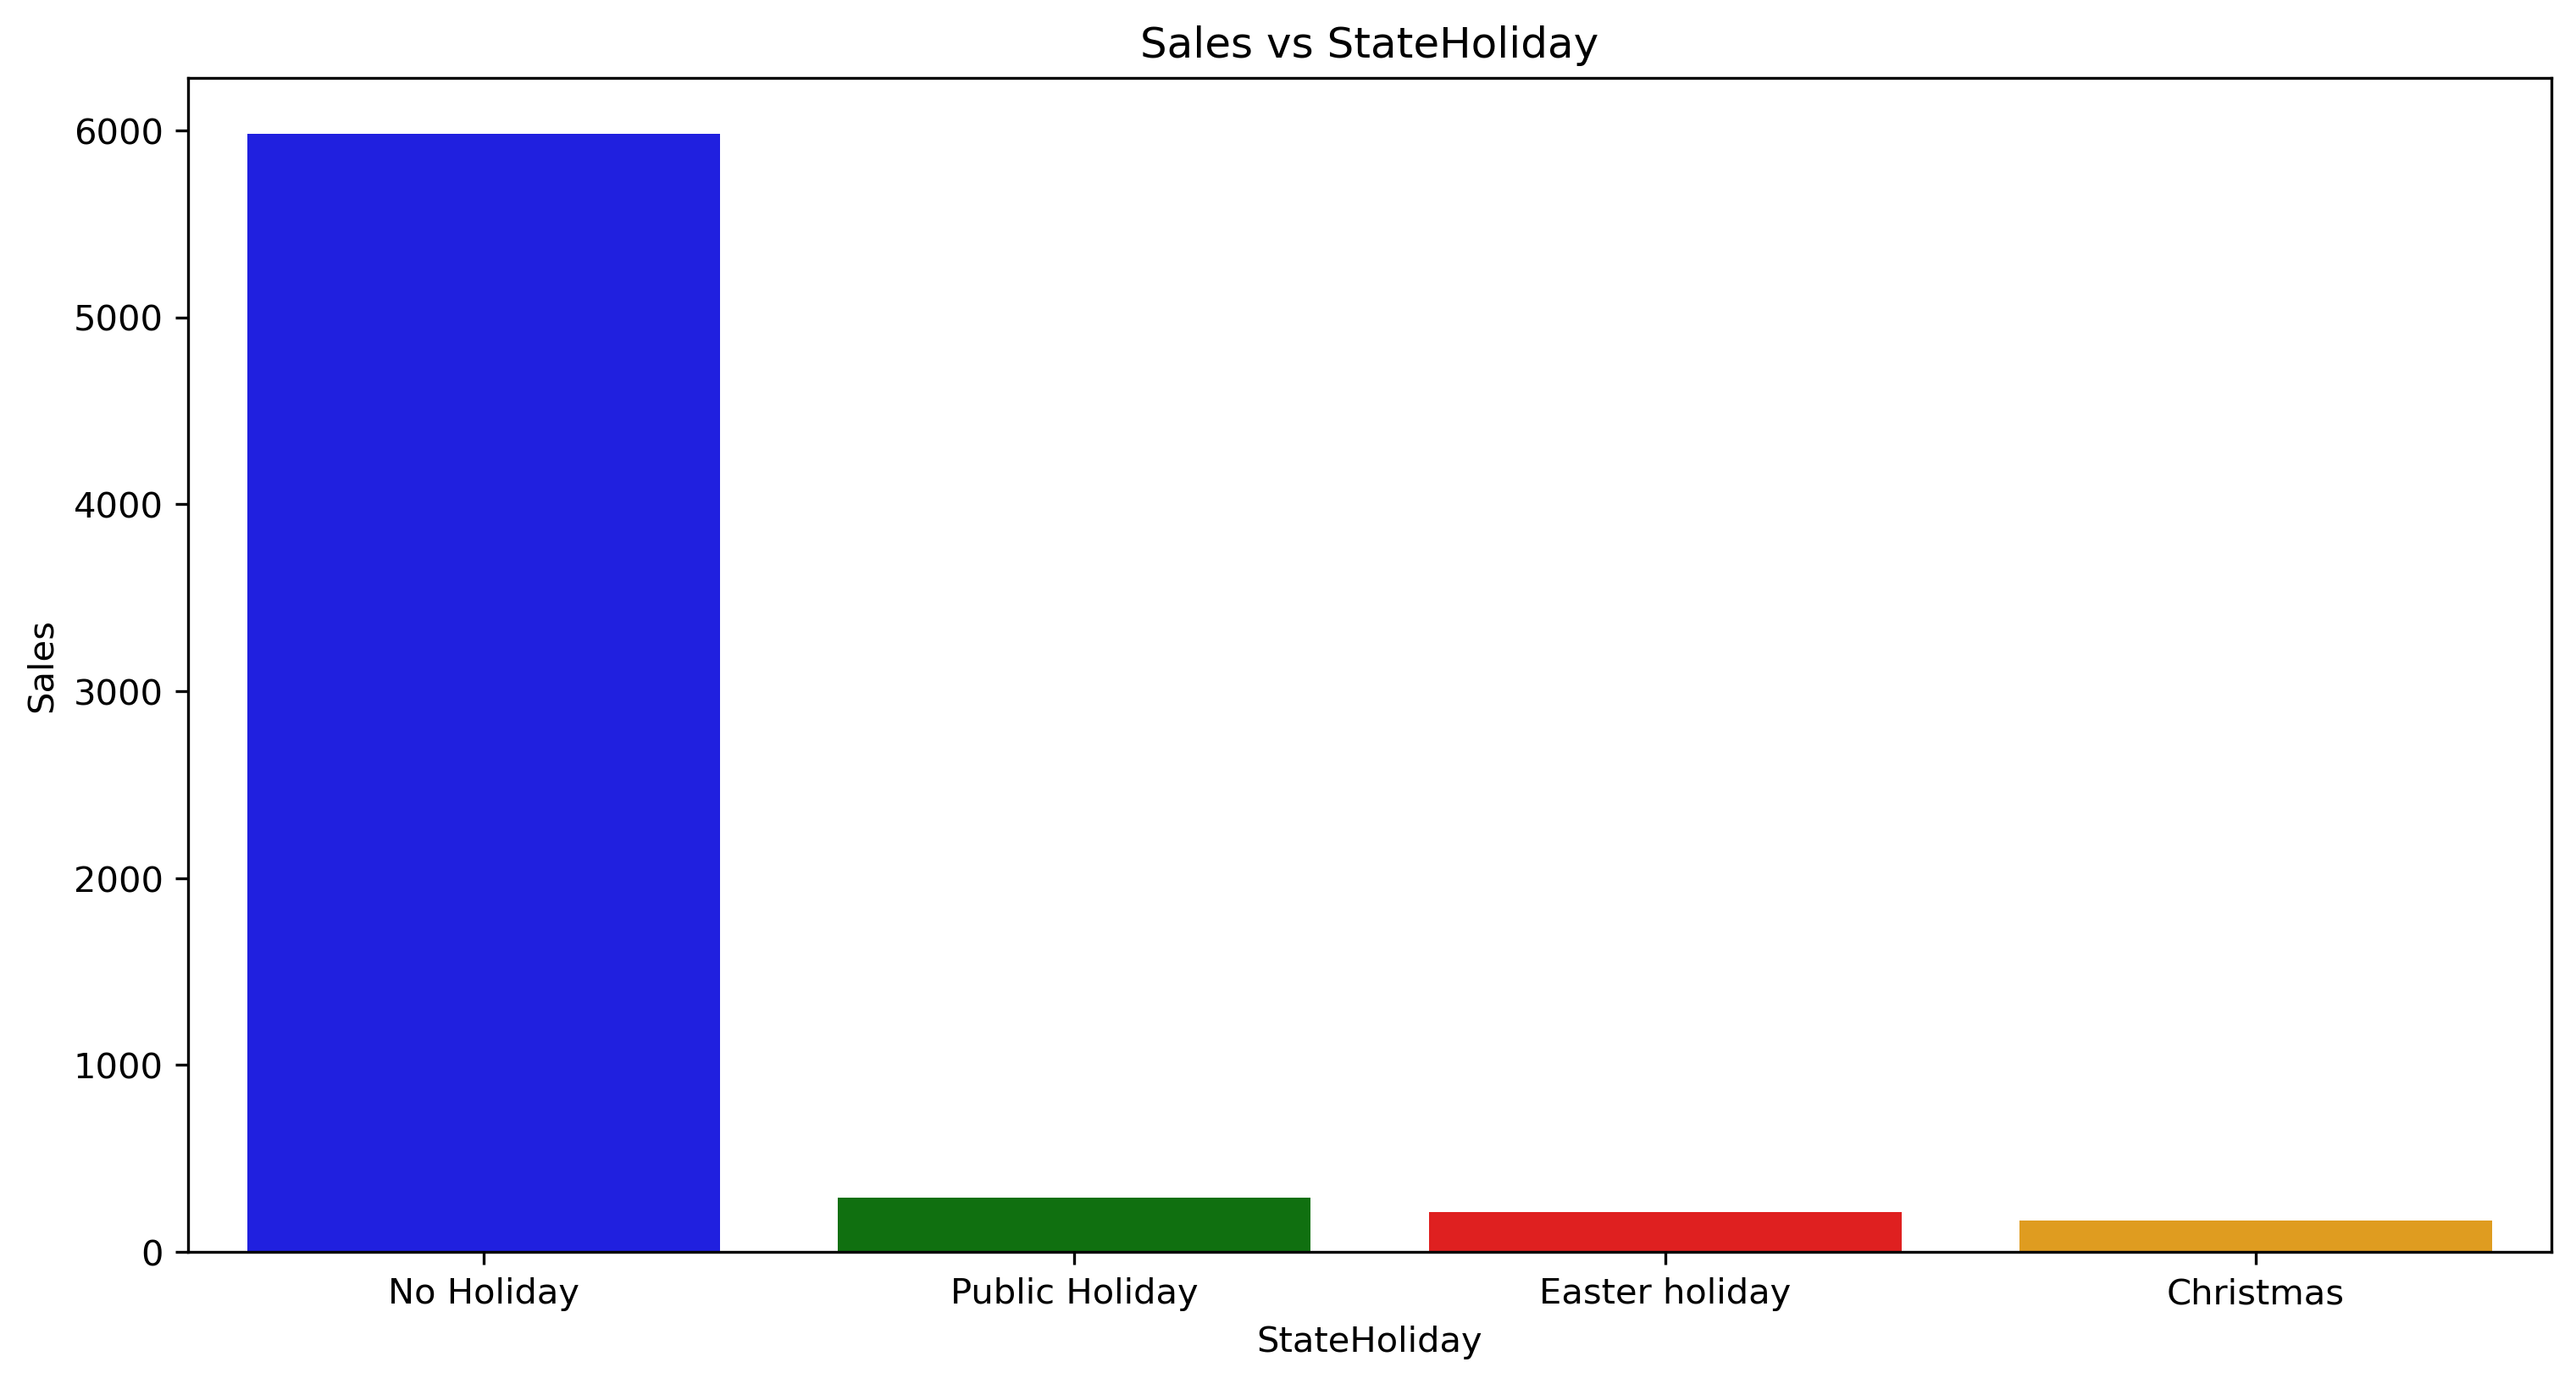 Sales vs StateHoliday
6000
5000
4000
3000
2000
1000
0
Sales
No Holiday
Public Holiday
Easter holiday
Christmas
StateHoliday